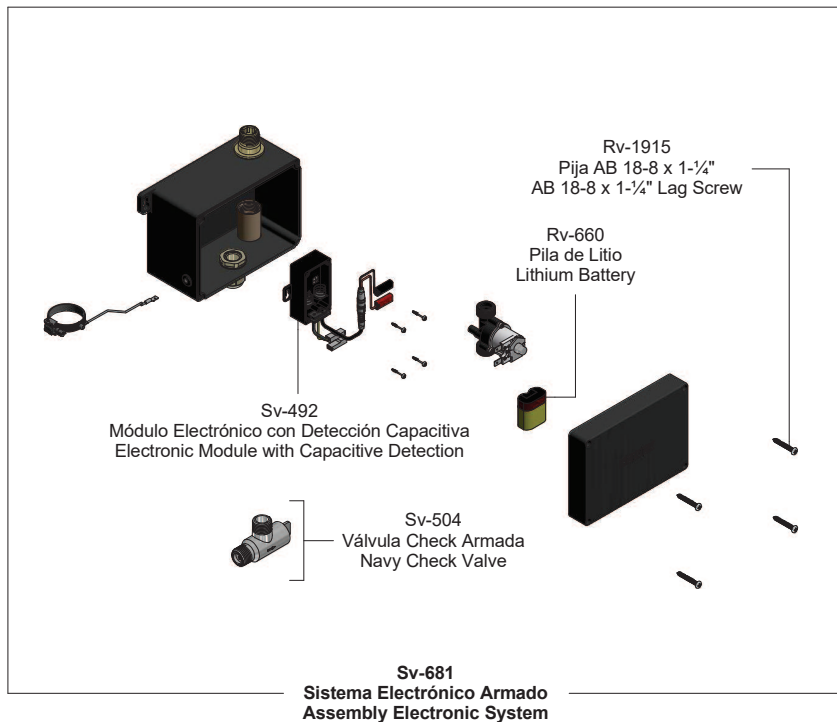 Rv-1915
Pija AB 18-8 x 1-¼"
AB 18-8 x 1-¼" Lag Screw
Rv-660
Pila de Litio
Lithium Battery
Sv-492
Módulo Electrónico con Detección Capacitiva
Electronic Module with Capacitive Detection
Sv-504
Válvula Check Armada
Navy Check Valve
Sv-681
Sistema Electrónico Armado
Assembly Electronic System